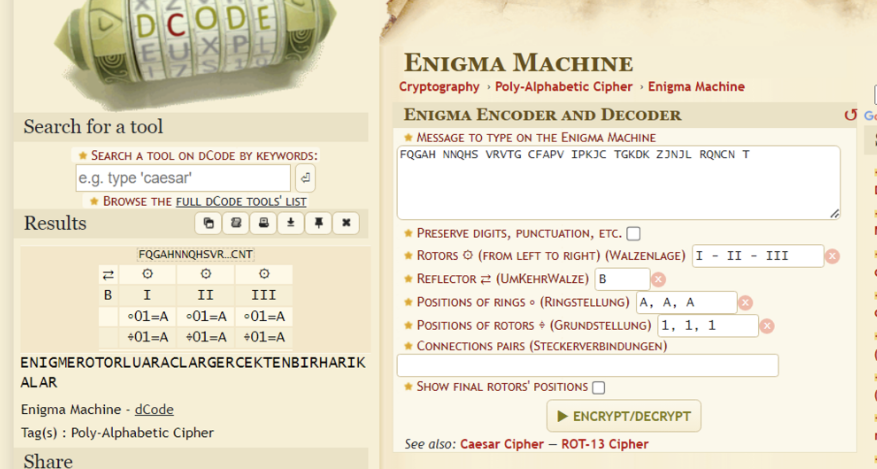 DCODE
Search for a tool
SEARCH A TOOL ON DCODE BY KEYWORDS:
e.g. type 'caesar'
BROWSE THE FULL DCODE TOOLS' LIST
Results
FQGAHNNQHSVR…CNT
B I II III
◦01=A ◦01=A ◦01=A
÷01=A ÷01=A ÷01=A
ENIGMEROTORLUARACLARGERCEKTENBIRHARIK
ALAR
Enigma Machine - dCode
Tag(s) : Poly-Alphabetic Cipher
Share
ENIGMA MACHINE
Cryptography › Poly-Alphabetic Cipher › Enigma Machine
ENIGMA ENCODER AND DECODER
MESSAGE TO TYPE ON THE ENIGMA MACHINE
FQGAH NNQHS VRVTG CFAPV IPKJC TGKDK ZJNJL RQNCN T
PRESERVE DIGITS, PUNCTUATION, ETC.
ROTORS ⚙ (FROM LEFT TO RIGHT) (WALZENLAGE) I - II - III
REFLECTOR ⇄ (UMKEHRWALZE) B
POSITIONS OF RINGS ◦ (RINGSTELLUNG) A, A, A
POSITIONS OF ROTORS ÷ (GRUNDSTELLUNG) 1, 1, 1
CONNECTIONS PAIRS (STECKERVERBINDUNGEN)
SHOW FINAL ROTORS' POSITIONS
▶ ENCRYPT/DECRYPT
See also: Caesar Cipher — ROT-13 Cipher